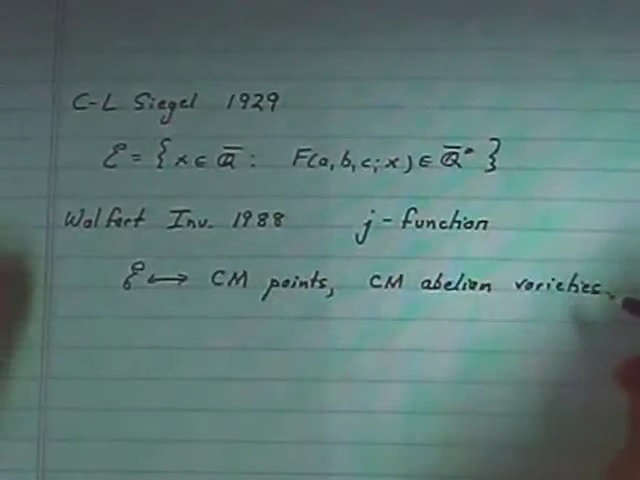 C-L Siegel 1929
ℰ = { x ∈ ℚ̅ : F(a, b, c; x) ∈ ℚ̅* }
Wolfart Inv. 1988 j-function
ℰ ⟷ CM points, CM abelian varieties.